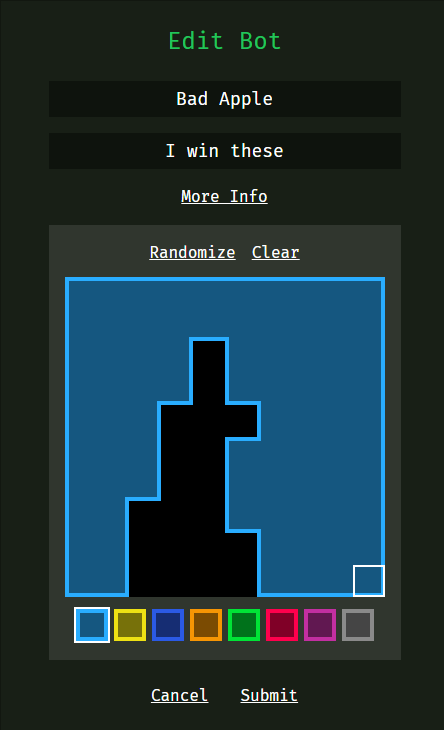 Edit Bot
Bad Apple
I win these
More Info
Randomize Clear
Cancel Submit